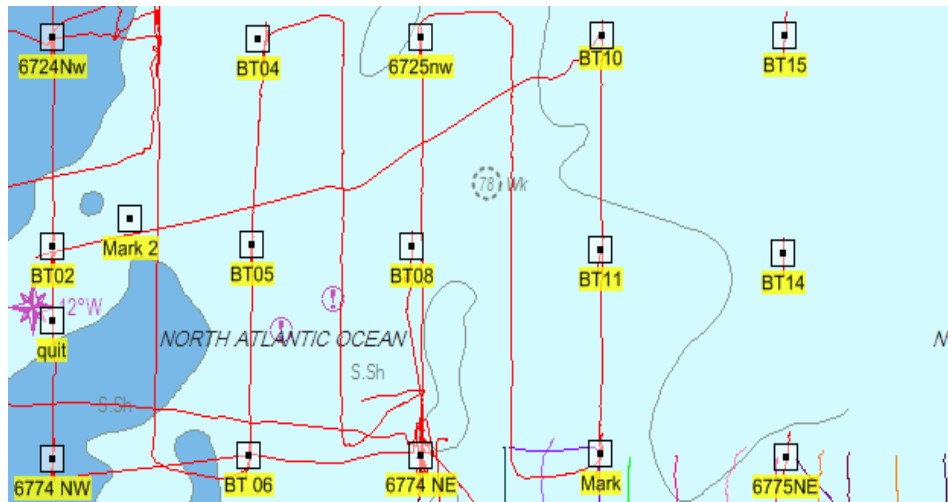 6724Nw
BT04
6725nw
BT10
BT15
78 Wk
Mark 2
BT02
BT05
BT08
BT11
BT14
12°W
quit
NORTH ATLANTIC OCEAN
N
S.Sh
S.Sh
6774 NW
BT 06
6774 NE
Mark
6775NE